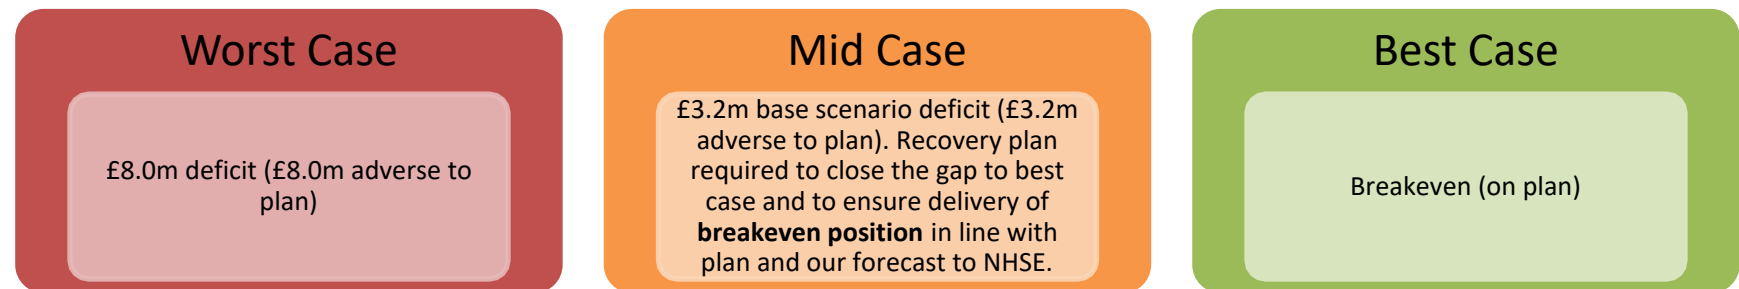 Worst Case
£8.0m deficit (£8.0m adverse to
plan)
Mid Case
£3.2m base scenario deficit (£3.2m
adverse to plan). Recovery plan
required to close the gap to best
case and to ensure delivery of
breakeven position in line with
plan and our forecast to NHSE.
Best Case
Breakeven (on plan)